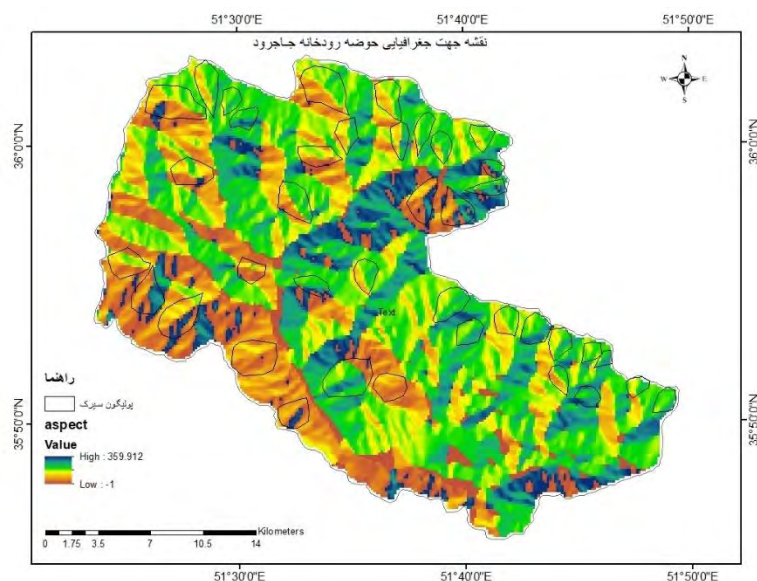 51°30'0"E 51°40'0"E 51°50'0"E
نقشه جهت جغرافیایی حوضه رودخانه جاجرود
N
W E
S
36°0'0"N 36°0'0"N
Text
راهنما
پولیگون سیرک
aspect
Value
High : 359.912
Low : -1
35°50'0"N 35°50'0"N
Kilometers
0 1.75 3.5 7 10.5 14
51°30'0"E 51°40'0"E 51°50'0"E